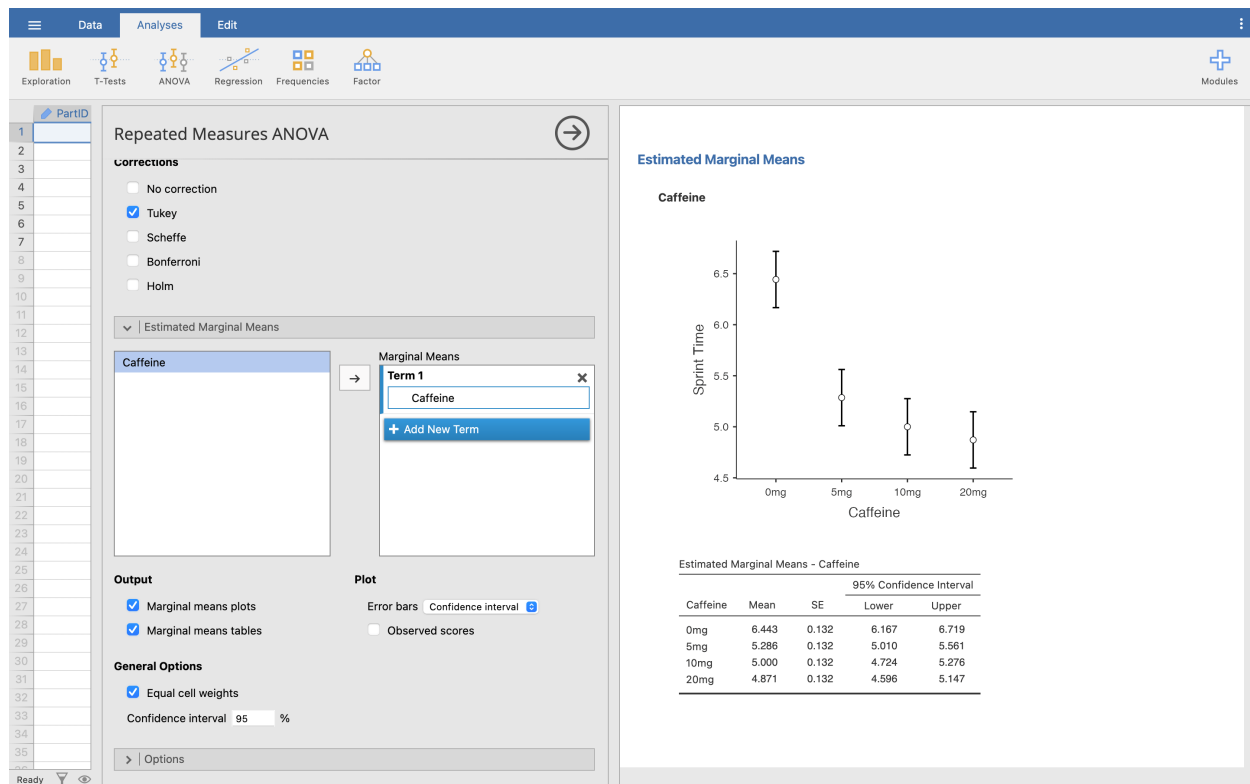 Data Analyses Edit
Exploration T-Tests ANOVA Regression Frequencies Factor Modules
PartID
1
2
3
4
5
6
7
8
9
10
11
12
13
14
15
16
17
18
19
20
21
22
23
24
25
26
27
28
29
30
31
32
33
34
35
Ready
Repeated Measures ANOVA
Corrections
No correction
Tukey
Scheffe
Bonferroni
Holm
Estimated Marginal Means
Caffeine
Marginal Means
Term 1
Caffeine
Add New Term
Output
Marginal means plots
Marginal means tables
Plot
Error bars Confidence interval
Observed scores
General Options
Equal cell weights
Confidence interval 95 %
Options
Estimated Marginal Means
Caffeine
Sprint Time
6.5
6.0
5.5
5.0
4.5
0mg 5mg 10mg 20mg
Caffeine
Estimated Marginal Means - Caffeine
95% Confidence Interval
Caffeine Mean SE Lower Upper
0mg 6.443 0.132 6.167 6.719
5mg 5.286 0.132 5.010 5.561
10mg 5.000 0.132 4.724 5.276
20mg 4.871 0.132 4.596 5.147